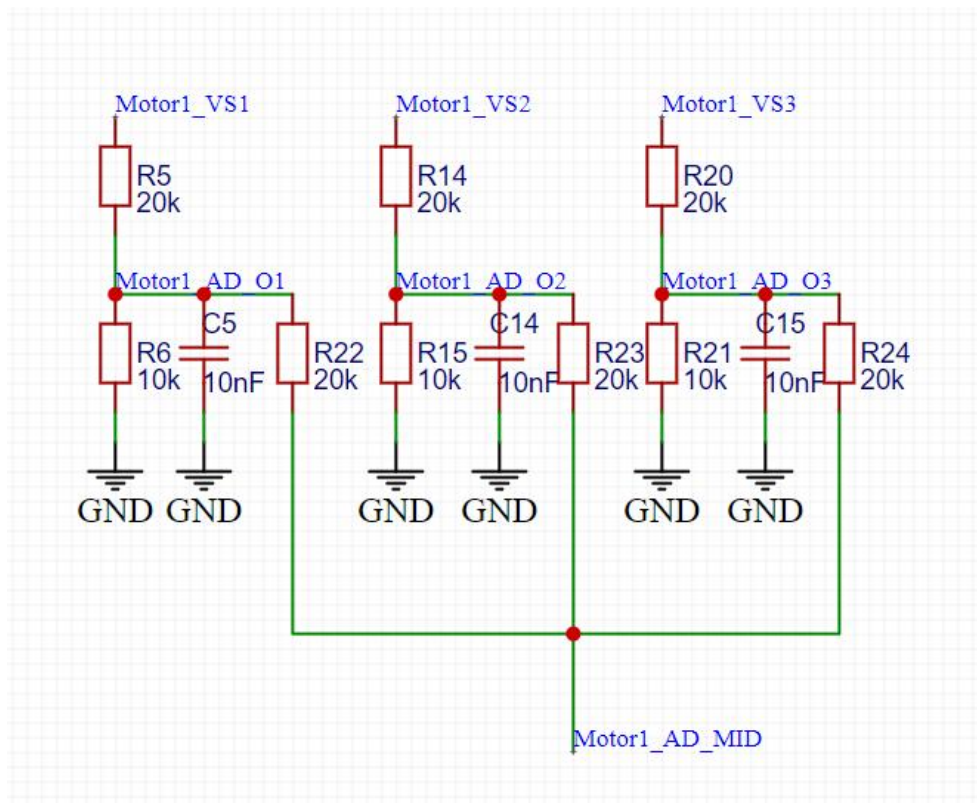 Motor1_VS1
Motor1_VS2
Motor1_VS3
R5
20k
R14
20k
R20
20k
Motor1_AD_O1
Motor1_AD_O2
Motor1_AD_O3
C5
C14
C15
R6
10k
10nF
R22
20k
R15
10k
10nF
R23
20k
R21
10k
10nF
R24
20k
GND
GND
GND
GND
GND
GND
Motor1_AD_MID